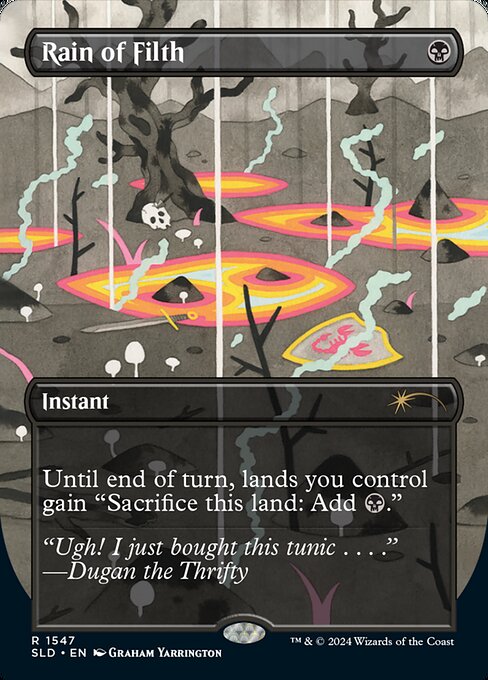 Rain of Filth
Instant
Until end of turn, lands you control
gain “Sacrifice this land: Add .”
“Ugh! I just bought this tunic . . . .”
—Dugan the Thrifty
R 1547
SLD • EN Graham Yarrington
™ & © 2024 Wizards of the Coast